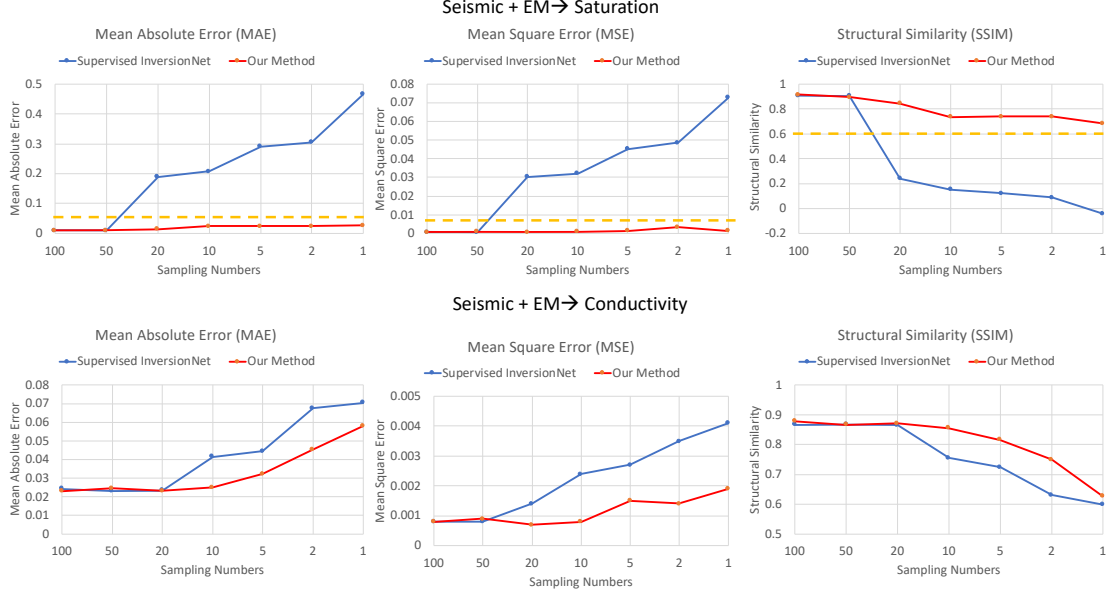 Seismic + EM→ Saturation
Mean Absolute Error (MAE)
Supervised InversionNet
Our Method
Mean Absolute Error
0.5
0.4
0.3
0.2
0.1
0
100
50
20
10
5
2
1
Sampling Numbers
Mean Square Error (MSE)
Supervised InversionNet
Our Method
Mean Square Error
0.08
0.07
0.06
0.05
0.04
0.03
0.02
0.01
0
100
50
20
10
5
2
1
Sampling Numbers
Structural Similarity (SSIM)
Supervised InversionNet
Our Method
Structural Similarity
1
0.8
0.6
0.4
0.2
0
-0.2
100
50
20
10
5
2
1
Sampling Numbers
Seismic + EM→ Conductivity
Mean Absolute Error (MAE)
Supervised InversionNet
Our Method
Mean Absolute Error
0.08
0.07
0.06
0.05
0.04
0.03
0.02
0.01
0
100
50
20
10
5
2
1
Sampling Numbers
Mean Square Error (MSE)
Supervised InversionNet
Our Method
Mean Square Error
0.005
0.004
0.003
0.002
0.001
0
100
50
20
10
5
2
1
Sampling Numbers
Structural Similarity (SSIM)
Supervised InversionNet
Our Method
Structural Similarity
1
0.9
0.8
0.7
0.6
0.5
100
50
20
10
5
2
1
Sampling Numbers